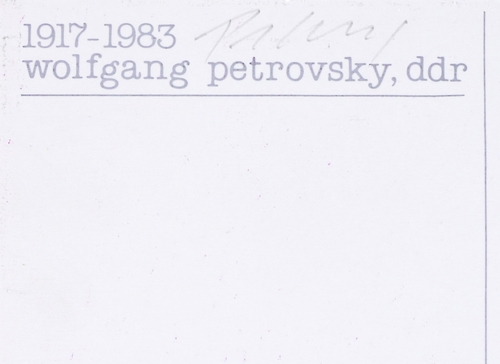 1917-1983
wolfgang petrovsky, ddr